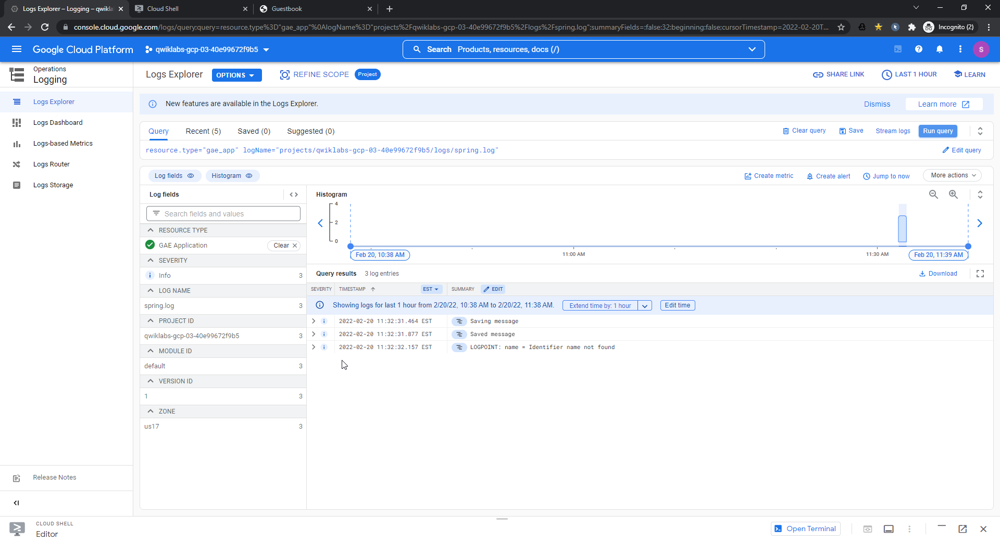 Logs Explorer – Logging – qwikla
Cloud Shell
Guestbook
console.cloud.google.com/logs/query;query=resource.type%3D"gae_app"%0AlogName%3D"projects%2Fqwiklabs-gcp-03-40e99672f9b5%2Flogs%2Fspring.log";summaryFields=:false:32:beginning:false;cursorTimestamp=2022-02-20T...
Incognito (2)
Google Cloud Platform
qwiklabs-gcp-03-40e99672f9b5
Search Products, resources, docs (/)
S
Operations
Logging
Logs Explorer
OPTIONS
REFINE SCOPE
Project
SHARE LINK
LAST 1 HOUR
LEARN
Logs Explorer
Logs Dashboard
Logs-based Metrics
Logs Router
Logs Storage
Release Notes
New features are available in the Logs Explorer.
Dismiss
Learn more
Query
Recent (5)
Saved (0)
Suggested (0)
Clear query
Save
Stream logs
Run query
resource.type="gae_app" logName="projects/qwiklabs-gcp-03-40e99672f9b5/logs/spring.log"
Edit query
Log fields
Histogram
Create metric
Create alert
Jump to now
More actions
Log fields
Search fields and values
RESOURCE TYPE
GAE Application
Clear
SEVERITY
Info 3
LOG NAME
spring.log 3
PROJECT ID
qwiklabs-gcp-03-40e99672f9b5 3
MODULE ID
default 3
VERSION ID
1 3
ZONE
us17 3
Histogram
4
2
0
Feb 20, 10:38 AM
11:00 AM
11:30 AM
Feb 20, 11:39 AM
Query results
3 log entries
Download
SEVERITY
TIMESTAMP
EST
SUMMARY
EDIT
Showing logs for last 1 hour from 2/20/22, 10:38 AM to 2/20/22, 11:38 AM.
Extend time by: 1 hour
Edit time
2022-02-20 11:32:31.464 EST Saving message
2022-02-20 11:32:31.877 EST Saved message
2022-02-20 11:32:32.157 EST LOGPOINT: name = Identifier name not found
CLOUD SHELL
Editor
Open Terminal